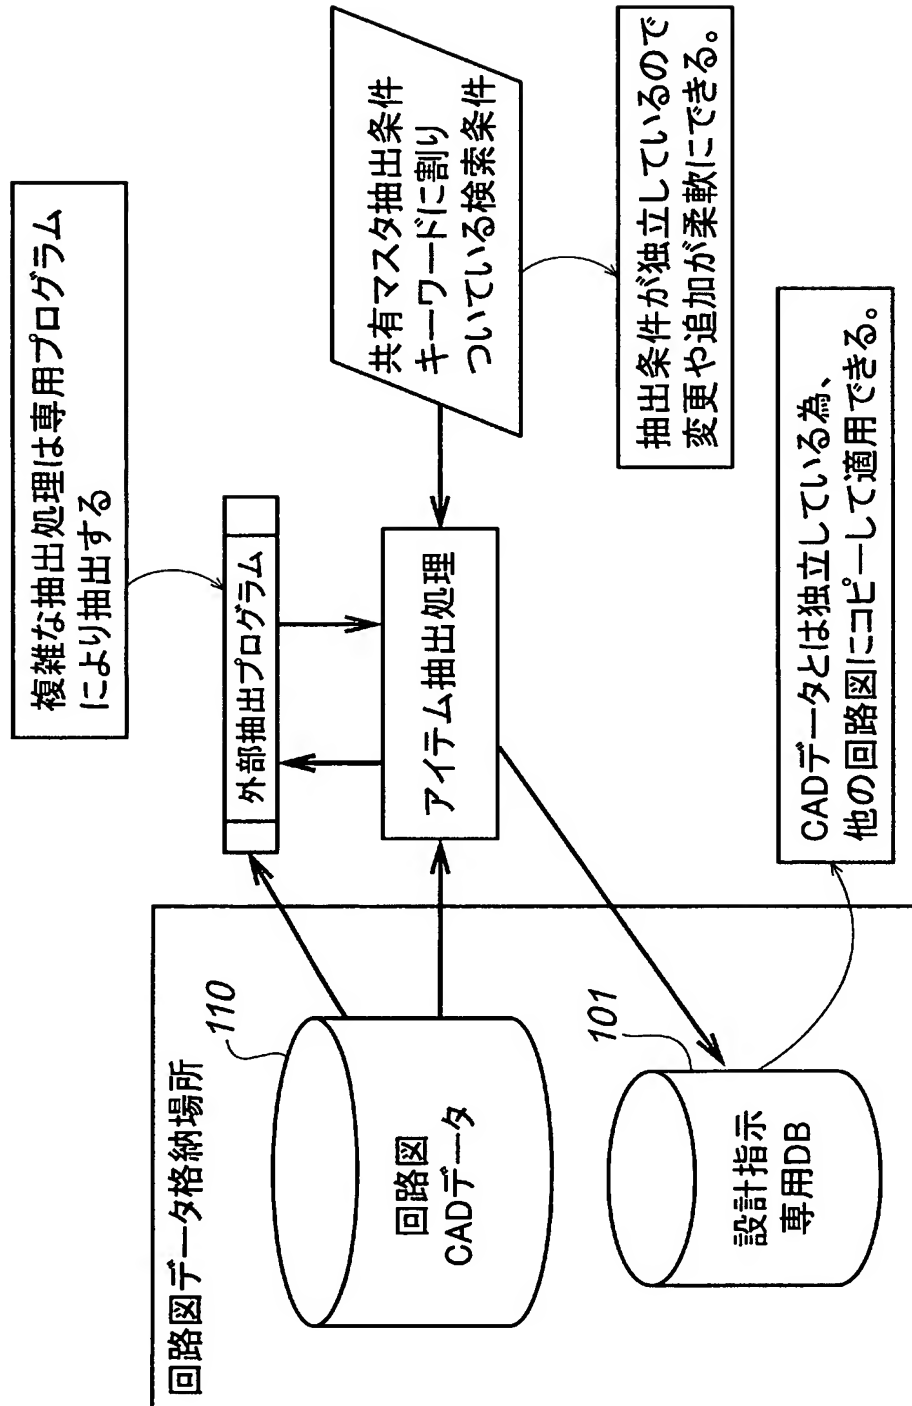 複雑な抽出処理は専用プログラム
により抽出する
回路図データ格納場所
110
回路図
CADデータ
外部抽出プログラム
アイテム抽出処理
共有マスタ抽出条件
キーワードに割り
ついている検索条件
101
設計指示
専用DB
抽出条件が独立しているので
変更や追加が柔軟にできる。
CADデータとは独立している為、
他の回路図にコピーして適用できる。